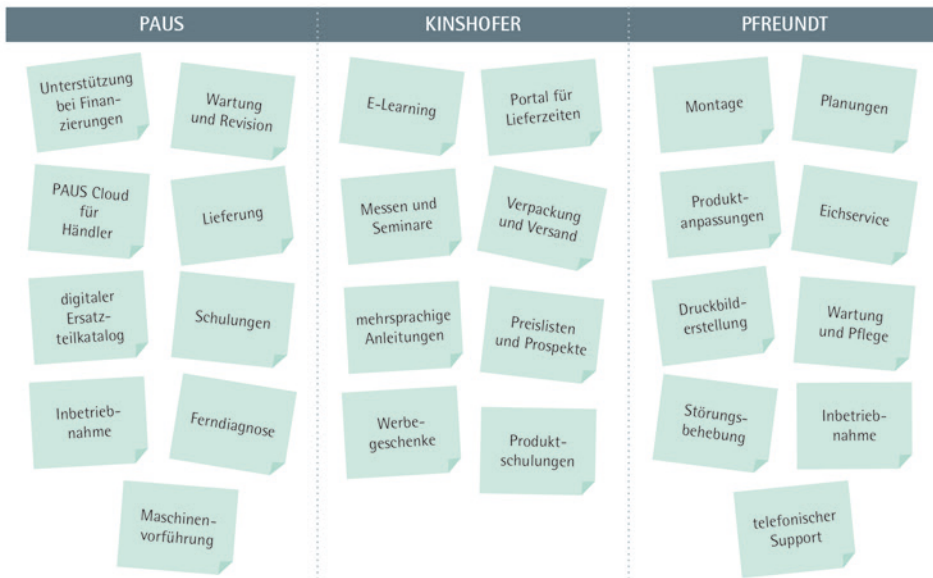 PAUS
Unterstützung
bei Finan-
zierungen
Wartung
und Revision
PAUS Cloud
für
Händler
Lieferung
digitaler
Ersatz-
teilkatalog
Schulungen
Inbetrieb-
nahme
Ferndiagnose
Maschinen-
vorführung
KINSHOFER
E-Learning
Portal für
Lieferzeiten
Messen und
Seminare
Verpackung
und Versand
mehrsprachige
Anleitungen
Preislisten
und Prospekte
Werbe-
geschenke
Produkt-
schulungen
PFREUNDT
Montage
Planungen
Produkt-
anpassungen
Eichservice
Druckbild-
erstellung
Wartung
und Pflege
Störungs-
behebung
Inbetrieb-
nahme
telefonischer
Support